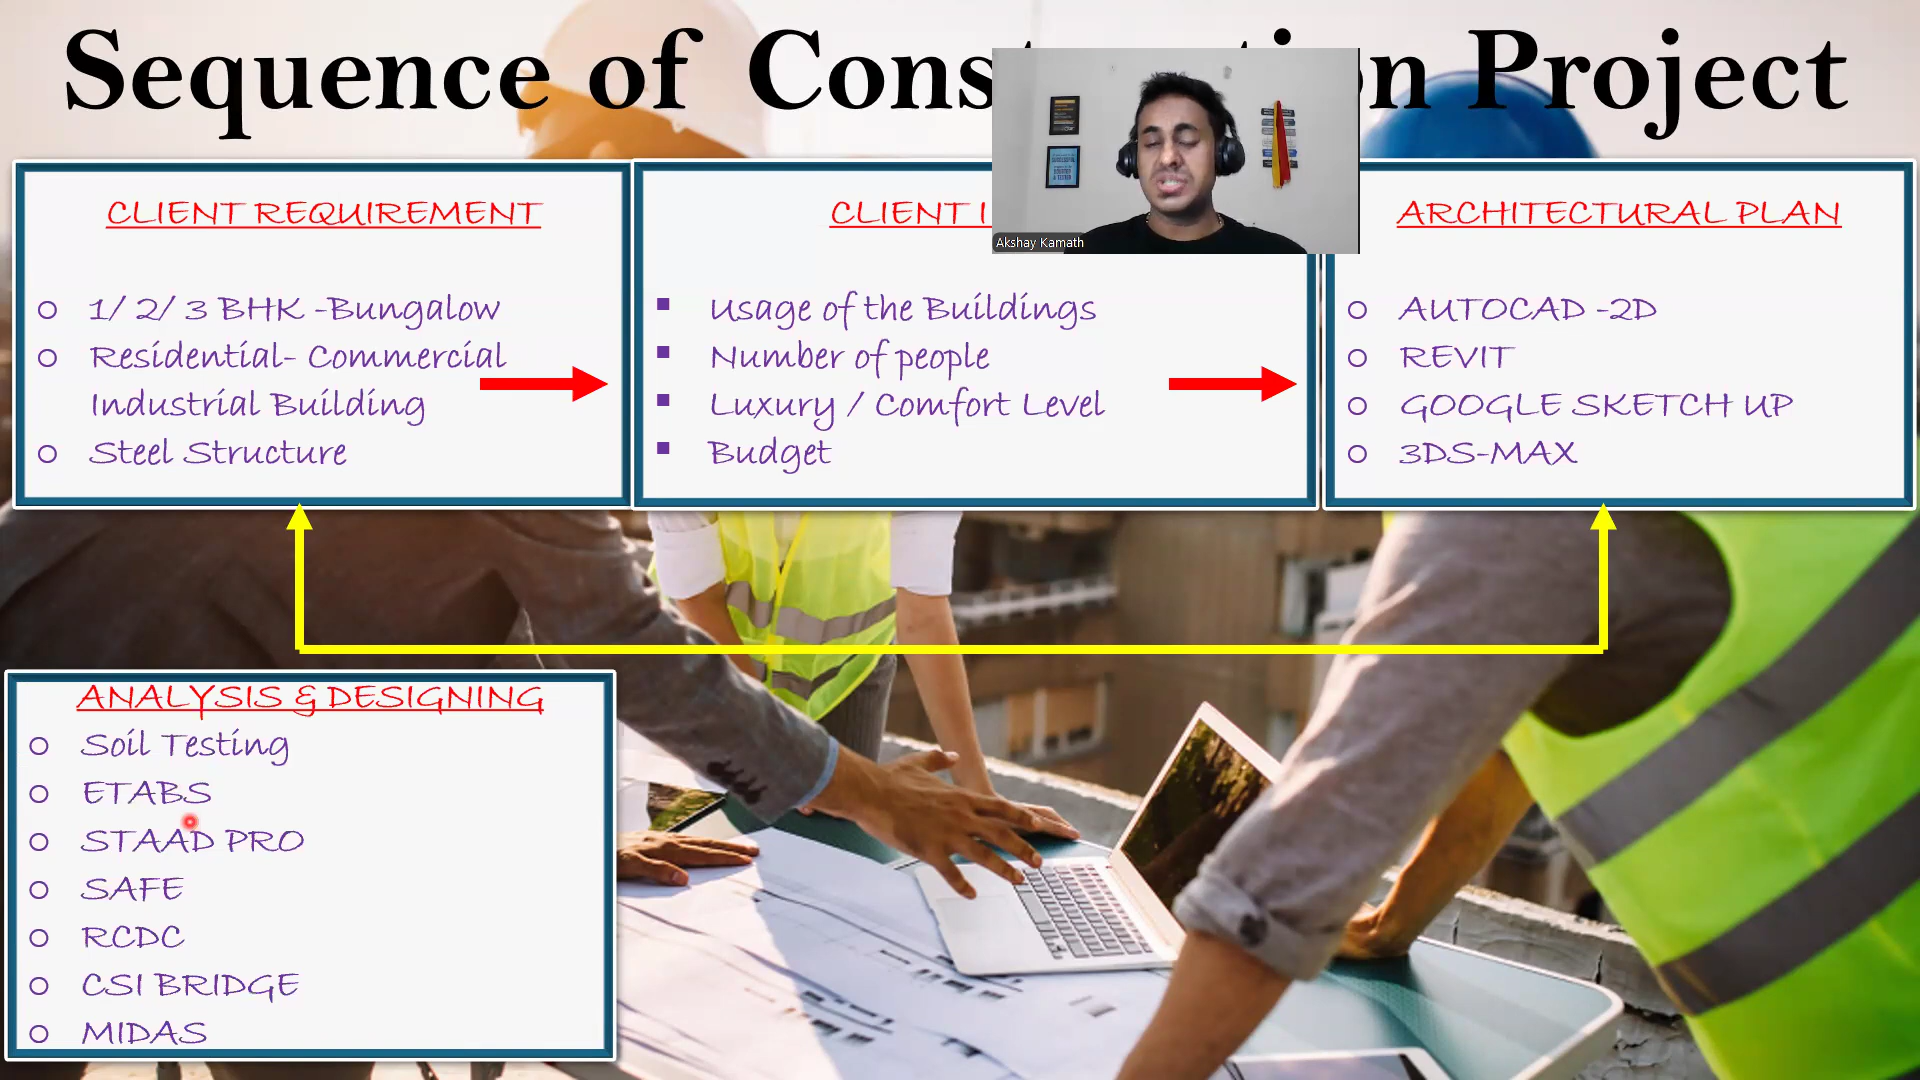 Sequence of Cons on Project
Akshay Kamath
CLIENT REQUIREMENT
1/ 2/ 3 BHK -Bungalow
Residential- Commercial
Industrial Building
Steel Structure
CLIENT I
Usage of the Buildings
Number of people
Luxury / Comfort Level
Budget
ARCHITECTURAL PLAN
AUTOCAD -2D
REVIT
GOOGLE SKETCH UP
3DS-MAX
ANALYSIS & DESIGNING
Soil Testing
ETABS
STAAD PRO
SAFE
RCDC
CSI BRIDGE
MIDAS